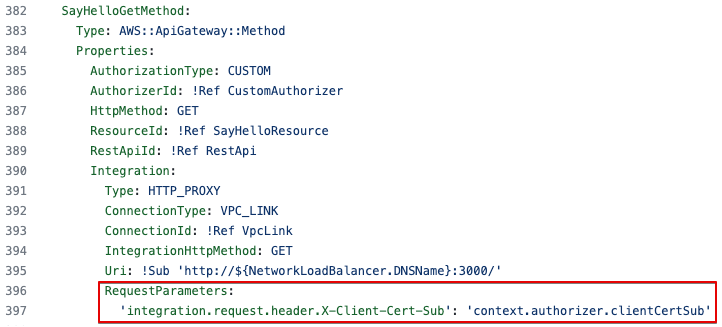 382 SayHelloGetMethod:
383 Type: AWS::ApiGateway::Method
384 Properties:
385 AuthorizationType: CUSTOM
386 AuthorizerId: !Ref CustomAuthorizer
387 HttpMethod: GET
388 ResourceId: !Ref SayHelloResource
389 RestApiId: !Ref RestApi
390 Integration:
391 Type: HTTP_PROXY
392 ConnectionType: VPC_LINK
393 ConnectionId: !Ref VpcLink
394 IntegrationHttpMethod: GET
395 Uri: !Sub 'http://${NetworkLoadBalancer.DNSName}:3000/'
396 RequestParameters:
397 'integration.request.header.X-Client-Cert-Sub': 'context.authorizer.clientCertSub'